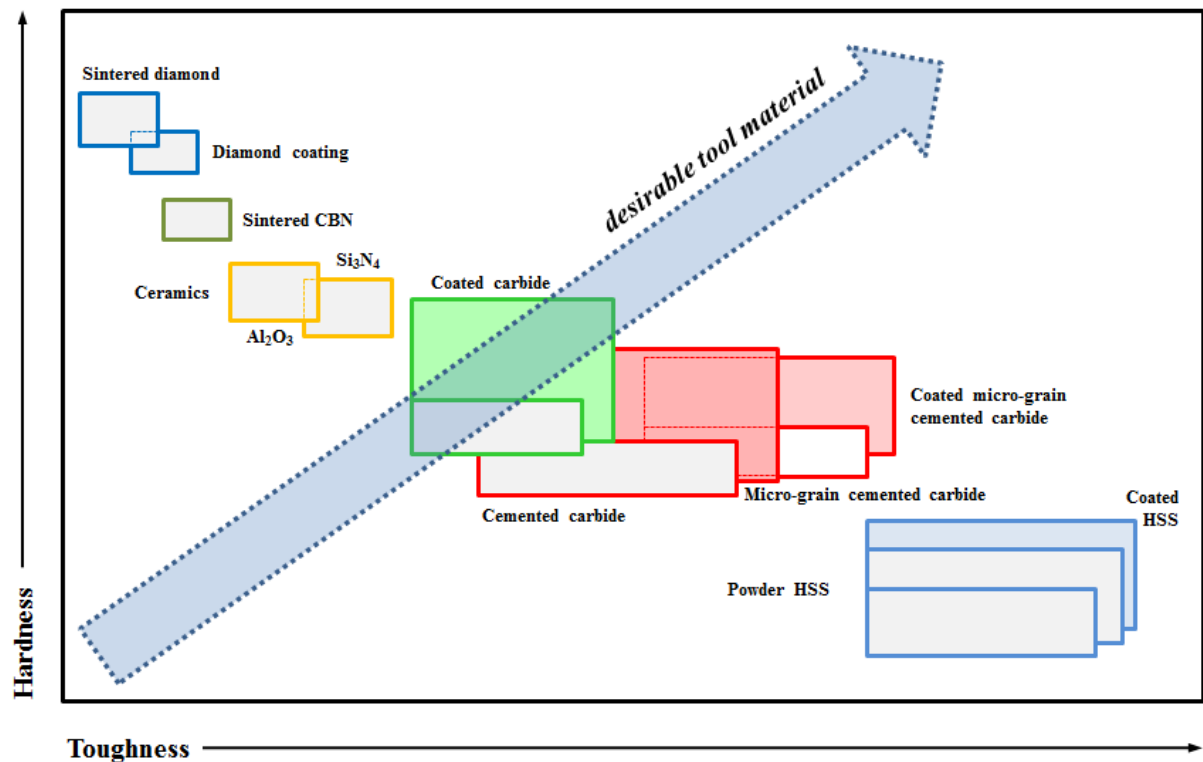 Sintered diamond
Diamond coating
Sintered CBN
Si₃N₄
Ceramics
Al₂O₃
desirable tool material
Coated carbide
Coated micro-grain
cemented carbide
Micro-grain cemented carbide
Cemented carbide
Coated
HSS
Powder HSS
Hardness
Toughness